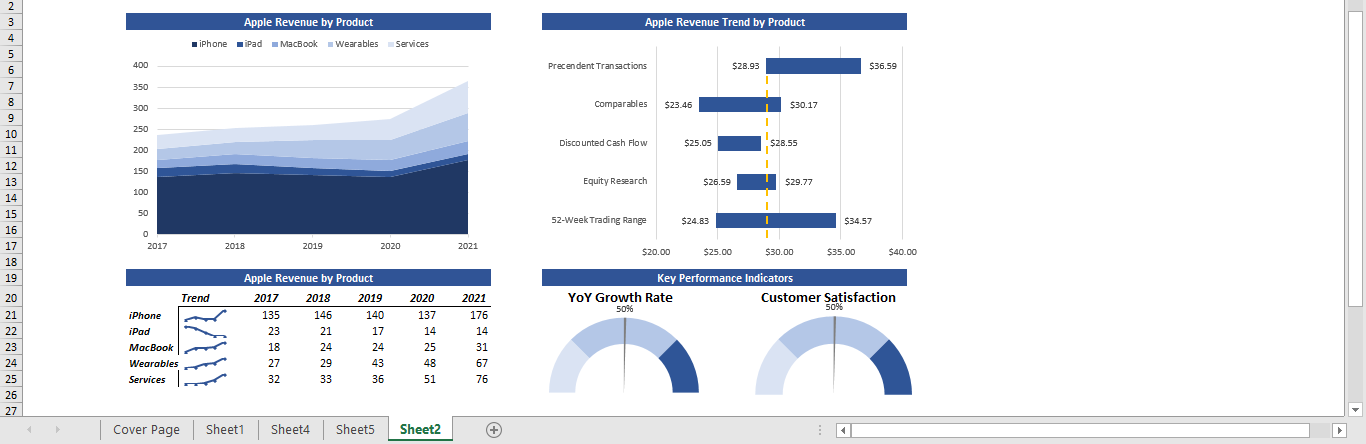 2
3
4
5
6
7
8
9
10
11
12
13
14
15
16
17
18
19
20
21
22
23
24
25
26
27
Apple Revenue by Product
iPhone iPad MacBook Wearables Services
400
350
300
250
200
150
100
50
0
2017 2018 2019 2020 2021
Apple Revenue Trend by Product
Precendent Transactions $28.93 $36.59
Comparables $23.46 $30.17
Discounted Cash Flow $25.05 $28.55
Equity Research $26.59 $29.77
52-Week Trading Range $24.83 $34.57
$20.00 $25.00 $30.00 $35.00 $40.00
Apple Revenue by Product
Trend 2017 2018 2019 2020 2021
iPhone 135 146 140 137 176
iPad 23 21 17 14 14
MacBook 18 24 24 25 31
Wearables 27 29 43 48 67
Services 32 33 36 51 76
Key Performance Indicators
YoY Growth Rate
50%
Customer Satisfaction
50%
Cover Page Sheet1 Sheet4 Sheet5 Sheet2